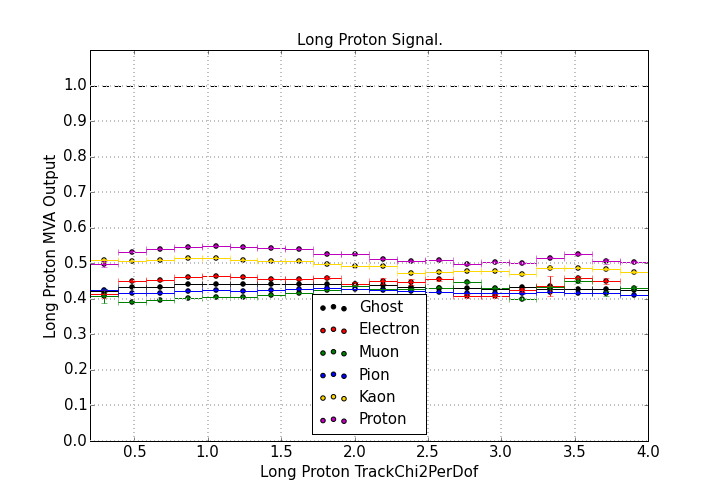 Long Proton Signal.
Long Proton MVA Output
1.0
0.9
0.8
0.7
0.6
0.5
0.4
0.3
0.2
0.1
0.0
Ghost
Electron
Muon
Pion
Kaon
Proton
0.5 1.0 1.5 2.0 2.5 3.0 3.5 4.0
Long Proton TrackChi2PerDof